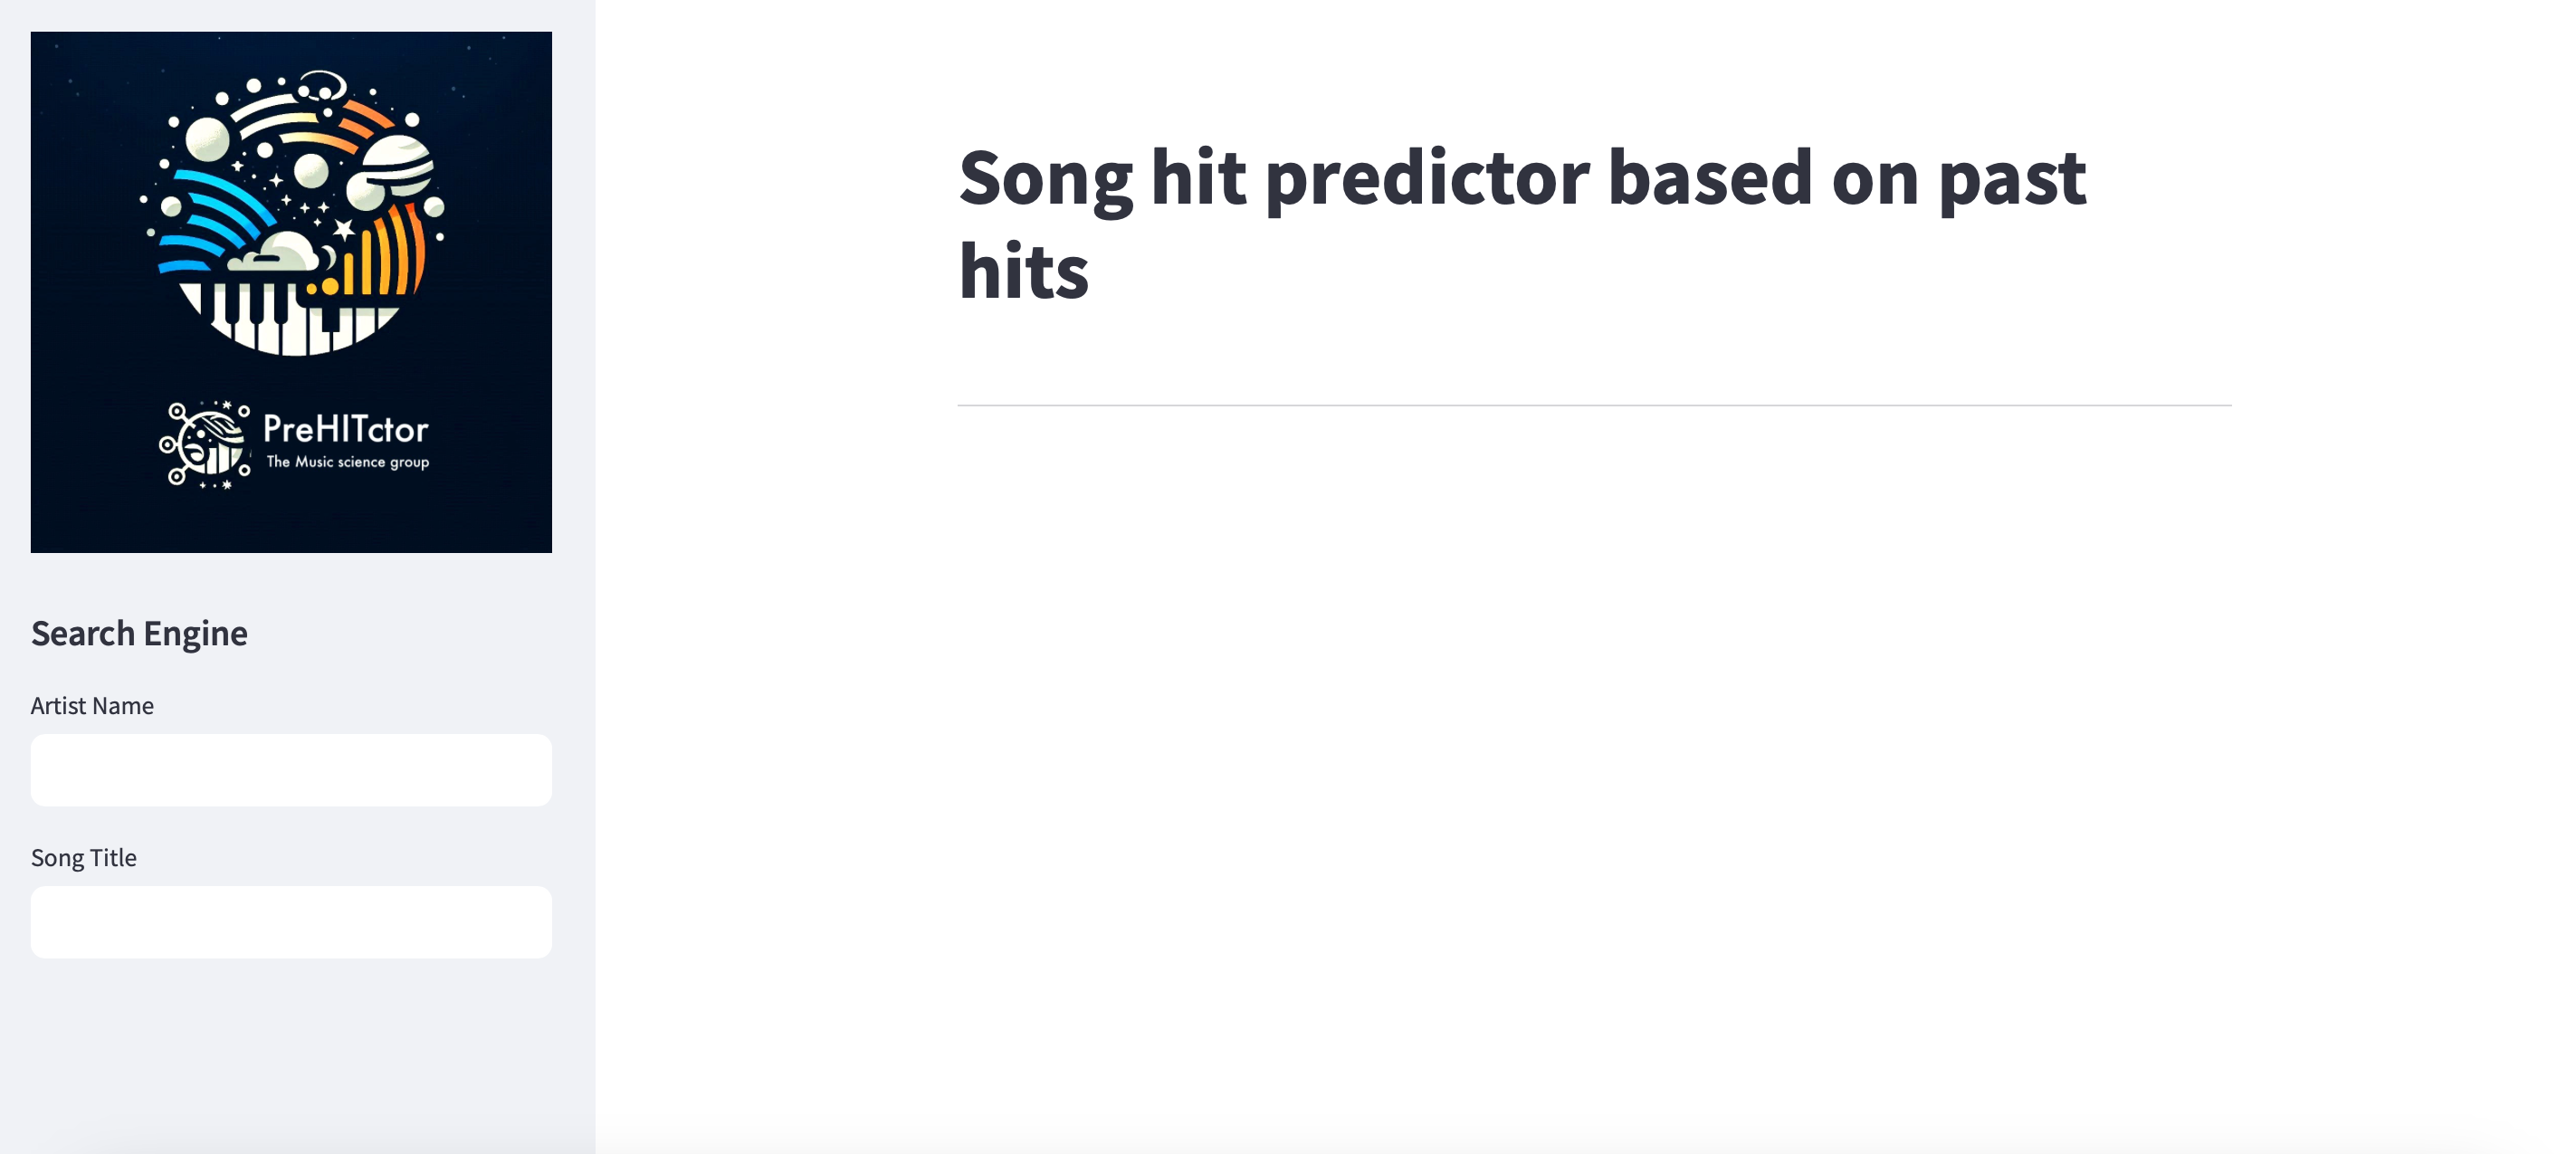 PreHITctor
The Music science group
Search Engine
Artist Name
Song Title
Song hit predictor based on past
hits